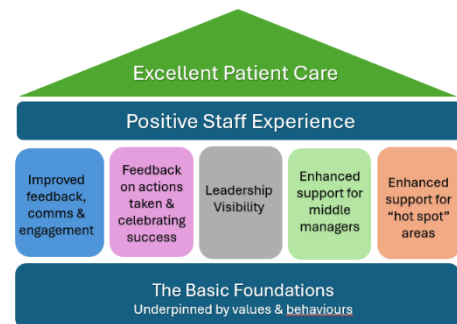 Excellent Patient Care
Positive Staff Experience
Improved
feedback,
comms &
engagement
Feedback
on actions
taken &
celebrating
success
Leadership
Visibility
Enhanced
support for
middle
managers
Enhanced
support for
“hot spot”
areas
The Basic Foundations
Underpinned by values & behaviours